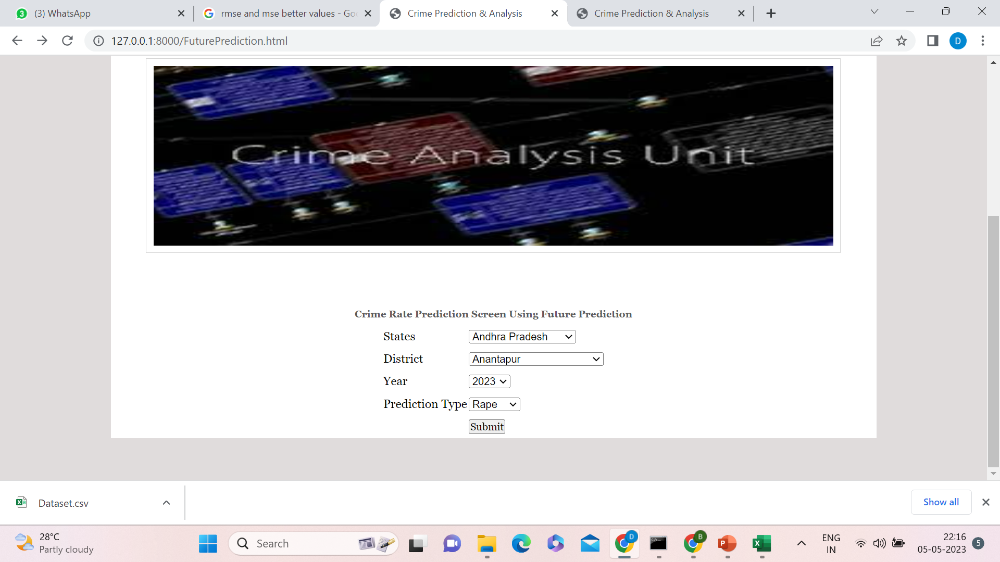 (3) WhatsApp
rmse and mse better values - Goo
Crime Prediction & Analysis
Crime Prediction & Analysis
127.0.0.1:8000/FuturePrediction.html
D
Crime Analysis Unit
Crime Rate Prediction Screen Using Future Prediction
States Andhra Pradesh
District Anantapur
Year 2023
Prediction Type Rape
Submit
Dataset.csv
Show all
28°C
Partly cloudy
Search
D
B
ENG
IN
22:16
05-05-2023
5